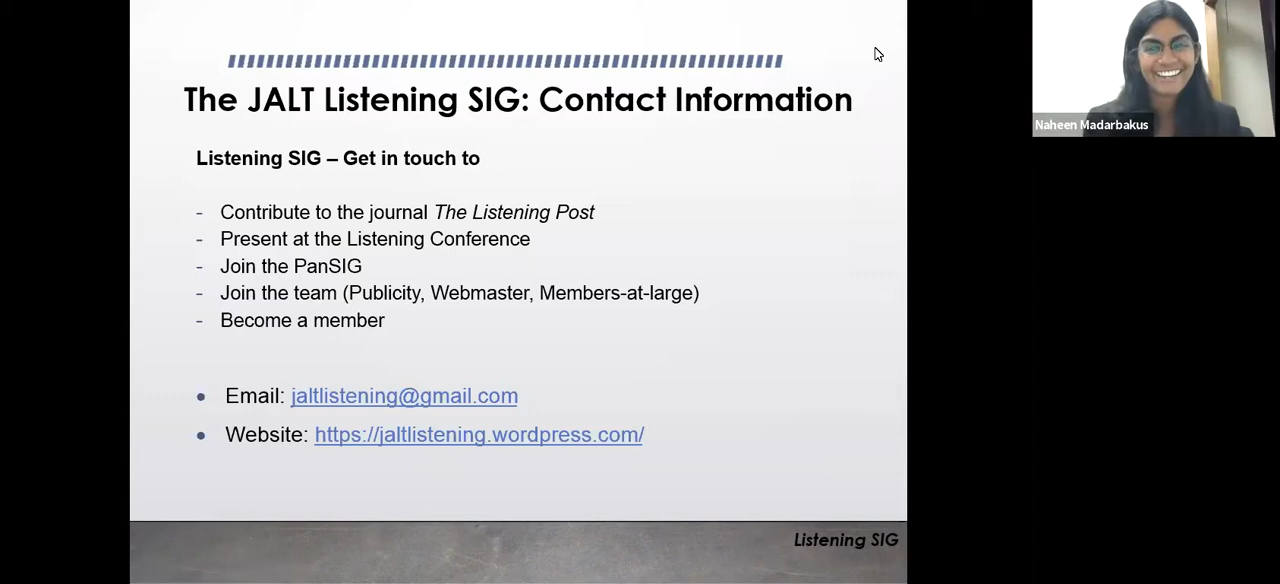 The JALT Listening SIG: Contact Information
Listening SIG – Get in touch to
- Contribute to the journal The Listening Post
- Present at the Listening Conference
- Join the PanSIG
- Join the team (Publicity, Webmaster, Members-at-large)
- Become a member
• Email: jaltlistening@gmail.com
• Website: https://jaltlistening.wordpress.com/
Listening SIG
Naheen Madarbakus